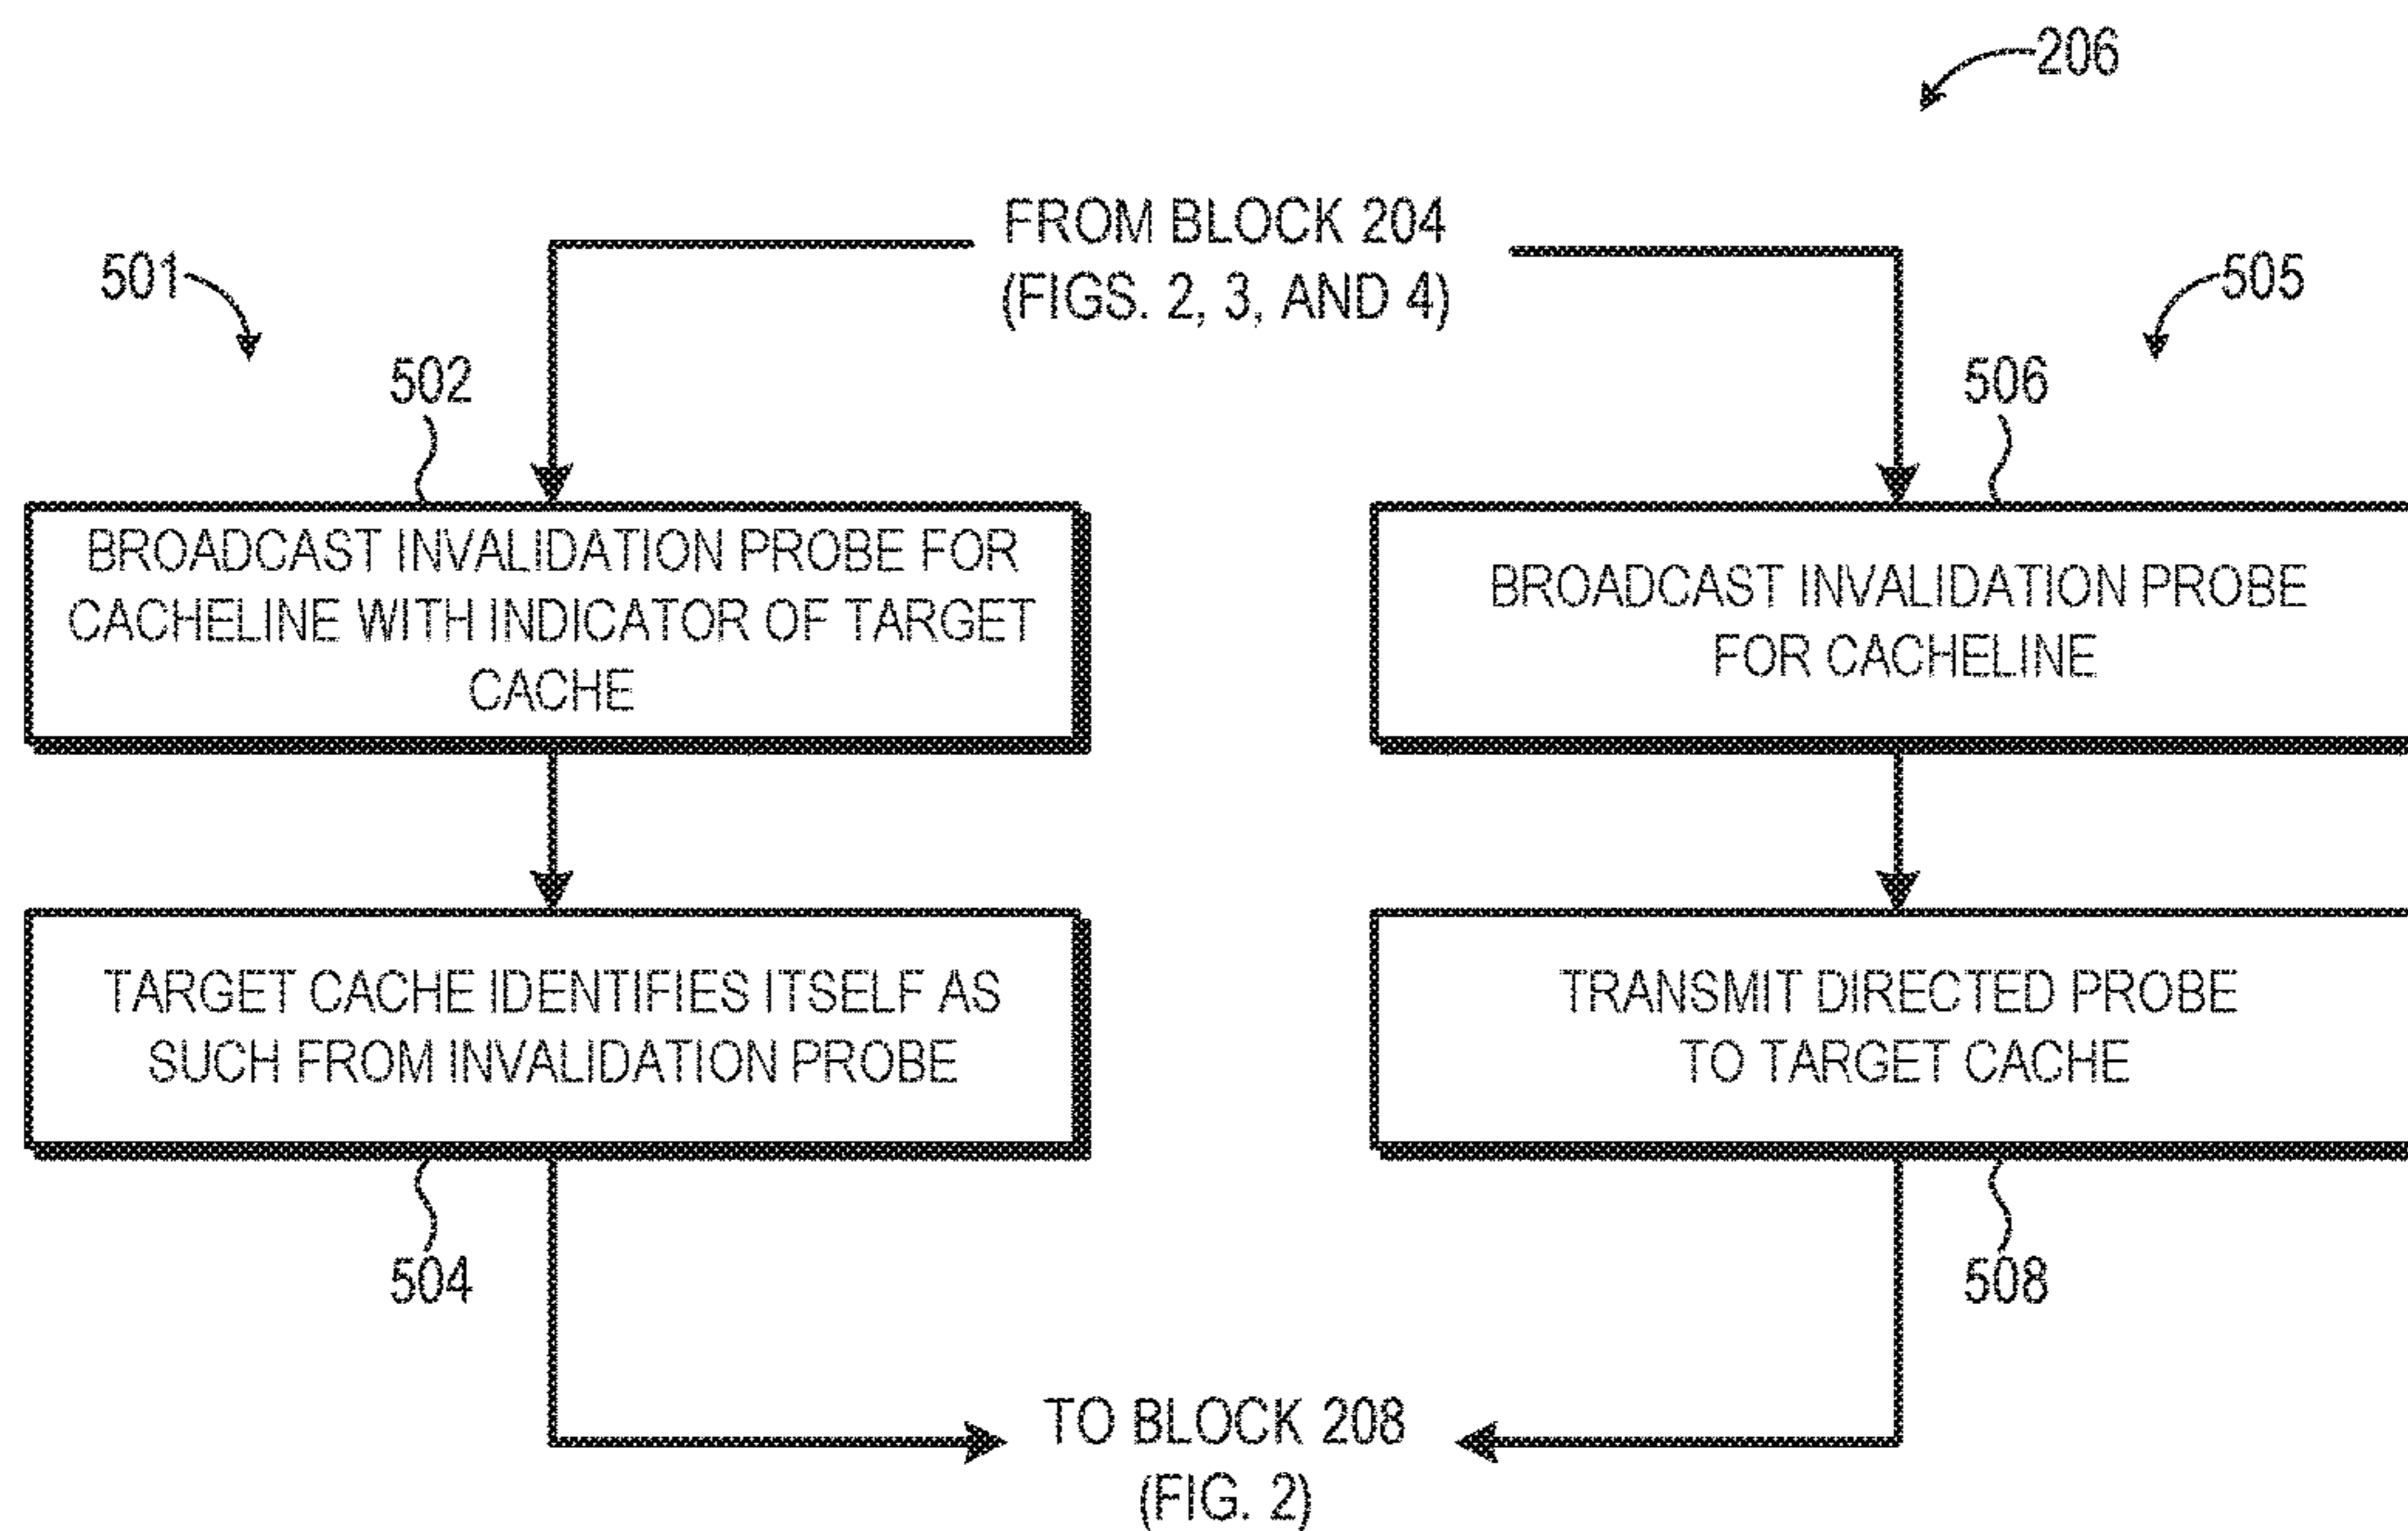 206
FROM BLOCK 204
(FIGS. 2, 3, AND 4)
501
505
502
506
BROADCAST INVALIDATION PROBE FOR
CACHELINE WITH INDICATOR OF TARGET
CACHE
BROADCAST INVALIDATION PROBE
FOR CACHELINE
TARGET CACHE IDENTIFIES ITSELF AS
SUCH FROM INVALIDATION PROBE
TRANSMIT DIRECTED PROBE
TO TARGET CACHE
504
508
TO BLOCK 208
(FIG. 2)